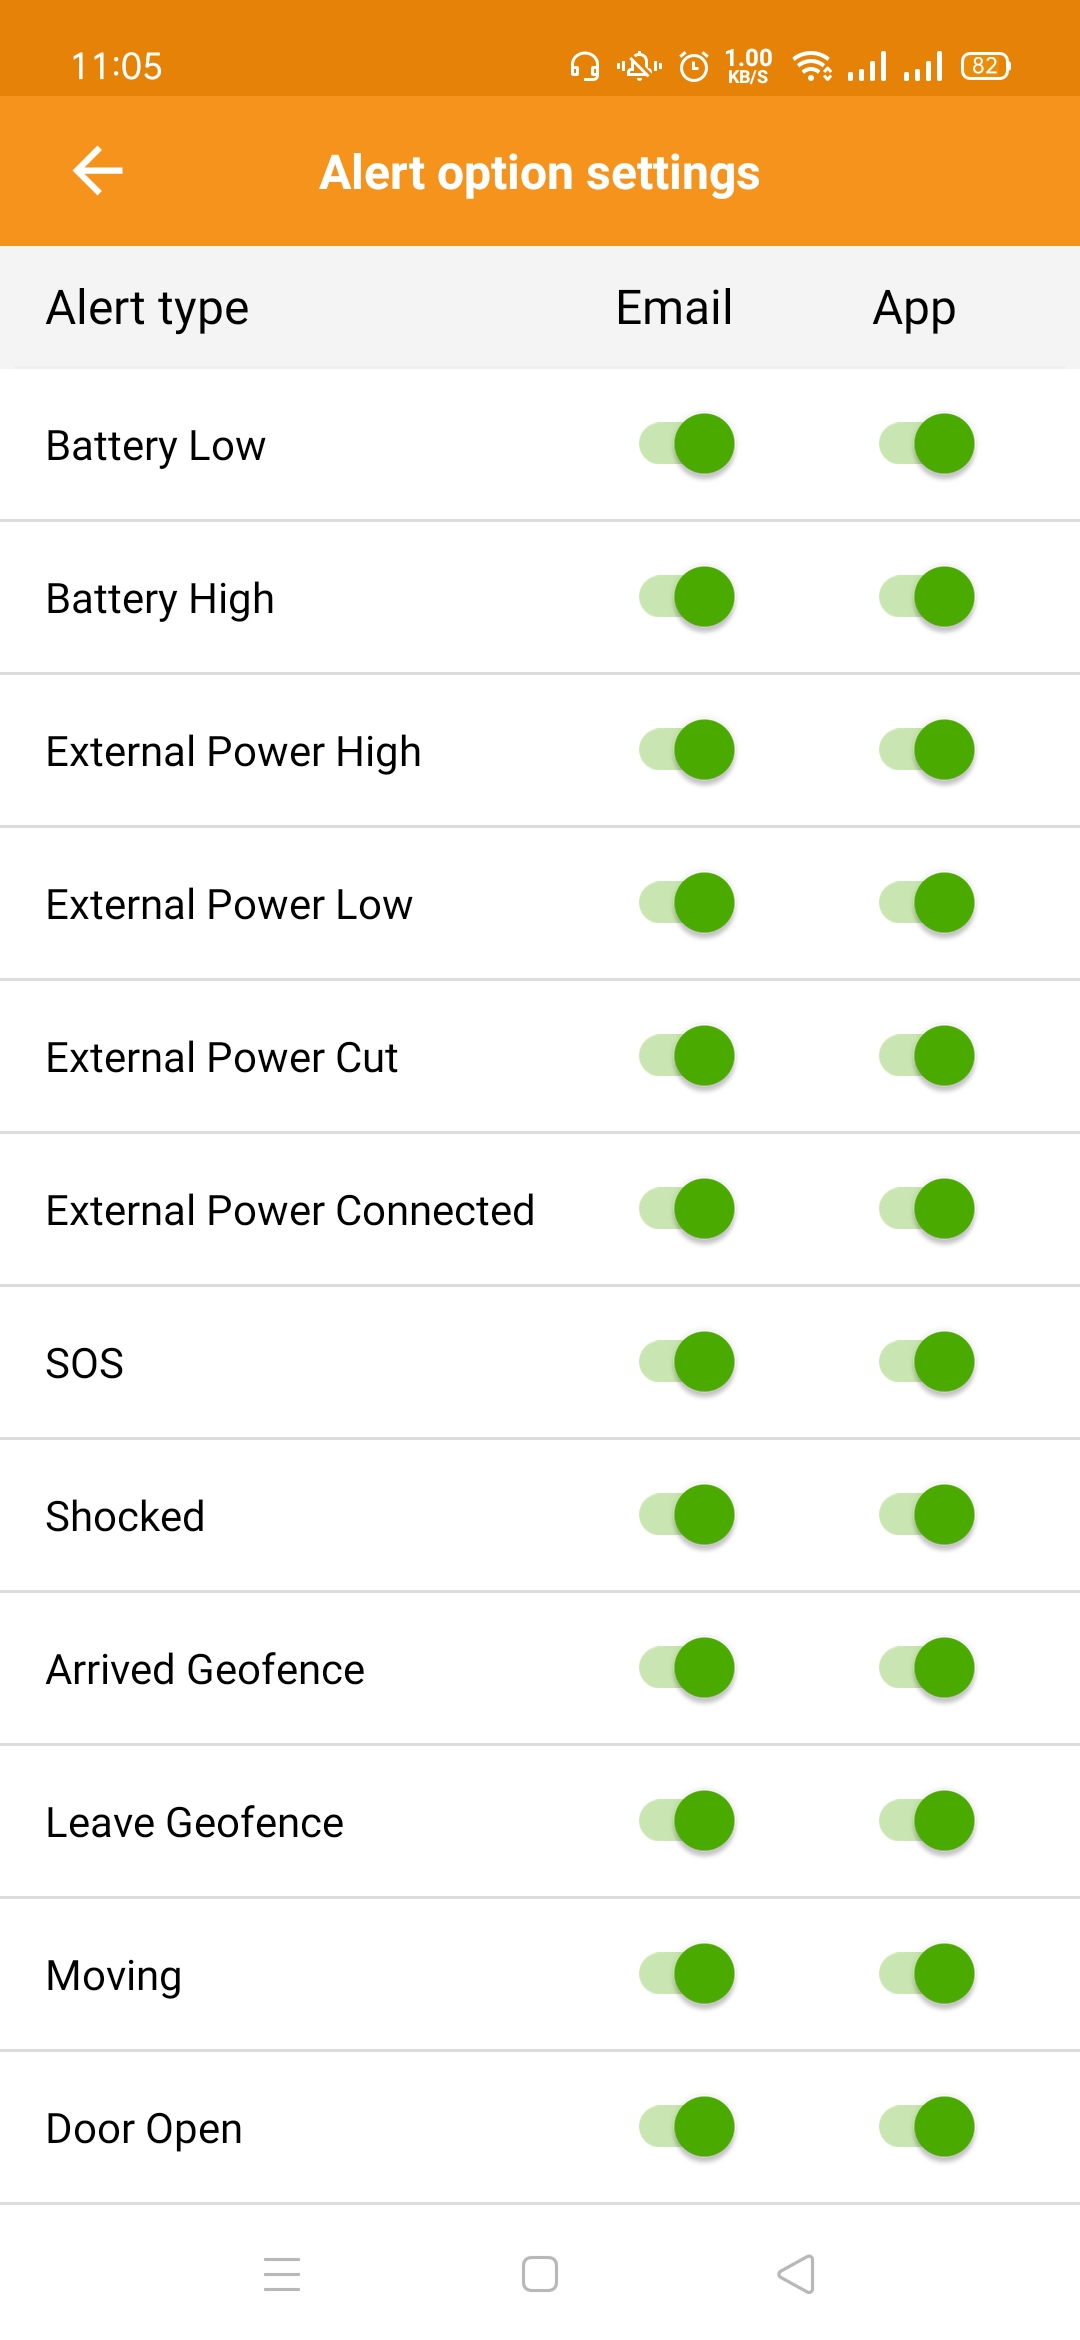 11:05 1.00 KB/S 82
Alert option settings
Alert type Email App
Battery Low
Battery High
External Power High
External Power Low
External Power Cut
External Power Connected
SOS
Shocked
Arrived Geofence
Leave Geofence
Moving
Door Open